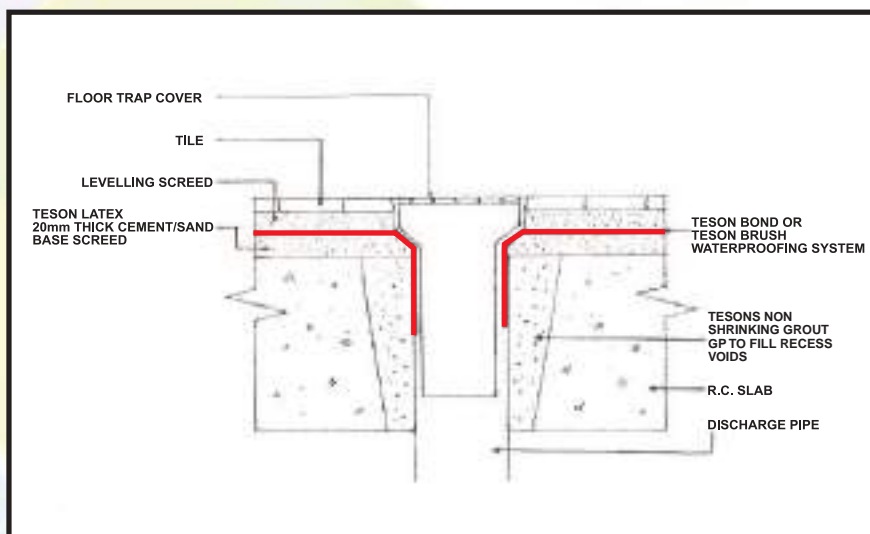 FLOOR TRAP COVER
TILE
LEVELLING SCREED
TESON LATEX
20mm THICK CEMENT/SAND
BASE SCREED
TESON BOND OR
TESON BRUSH
WATERPROOFING SYSTEM
TESONS NON
SHRINKING GROUT
GP TO FILL RECESS
VOIDS
R.C. SLAB
DISCHARGE PIPE